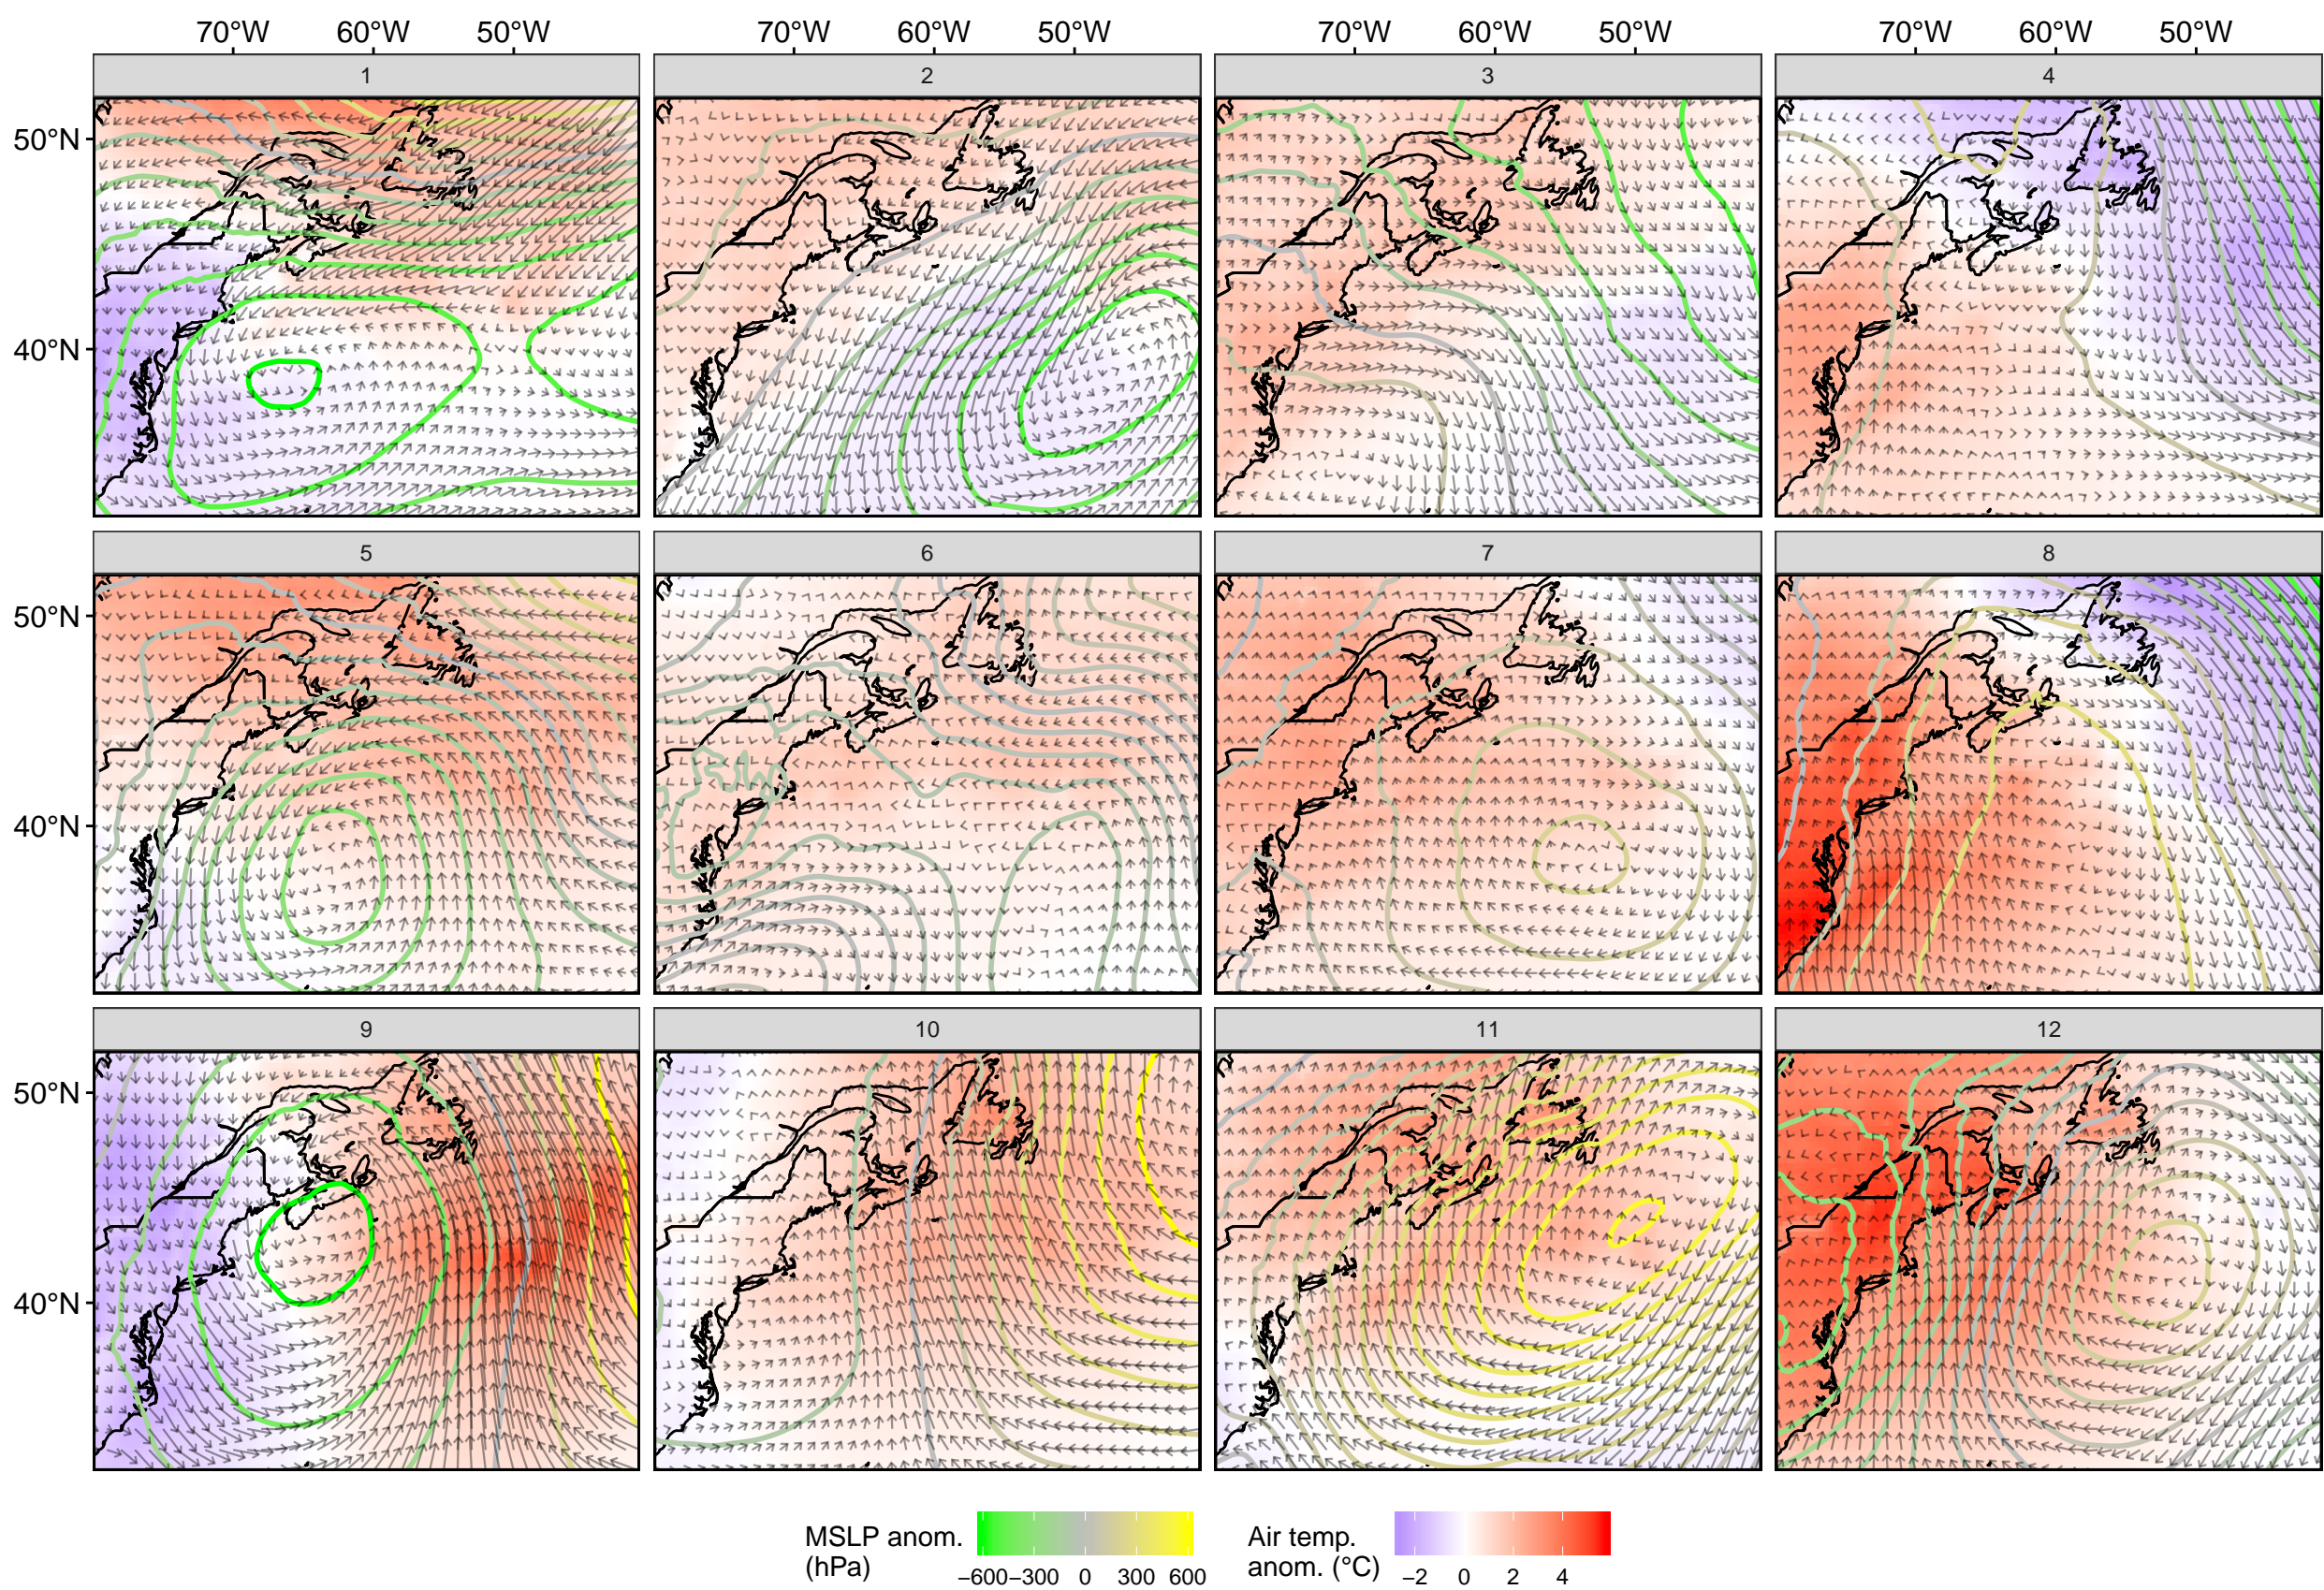 70°W 60°W 50°W 70°W 60°W 50°W 70°W 60°W 50°W 70°W 60°W 50°W
1 2 3 4
50°N
40°N
5 6 7 8
50°N
40°N
9 10 11 12
50°N
40°N
MSLP anom.
(hPa)
−600 −300 0 300 600
Air temp.
anom. (°C)
−2 0 2 4